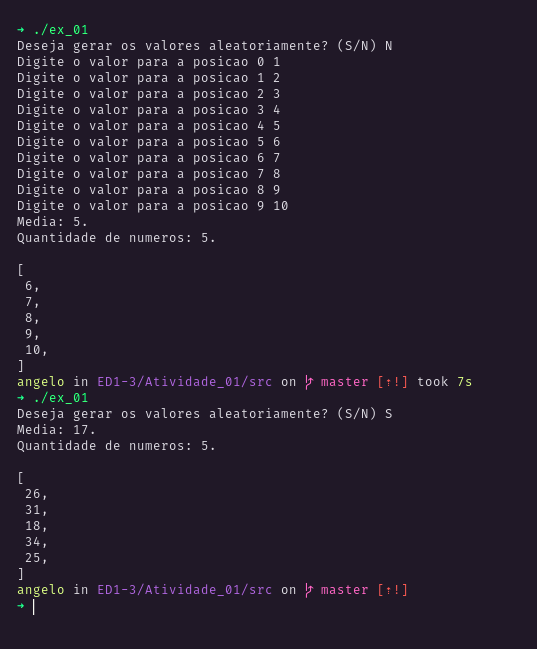 → ./ex_01
Deseja gerar os valores aleatoriamente? (S/N) N
Digite o valor para a posicao 0 1
Digite o valor para a posicao 1 2
Digite o valor para a posicao 2 3
Digite o valor para a posicao 3 4
Digite o valor para a posicao 4 5
Digite o valor para a posicao 5 6
Digite o valor para a posicao 6 7
Digite o valor para a posicao 7 8
Digite o valor para a posicao 8 9
Digite o valor para a posicao 9 10
Media: 5.
Quantidade de numeros: 5.
[
6,
7,
8,
9,
10,
]
angelo in ED1-3/Atividade_01/src on  master [⇡!] took 7s
→ ./ex_01
Deseja gerar os valores aleatoriamente? (S/N) S
Media: 17.
Quantidade de numeros: 5.
[
26,
31,
18,
34,
25,
]
angelo in ED1-3/Atividade_01/src on  master [⇡!]
→